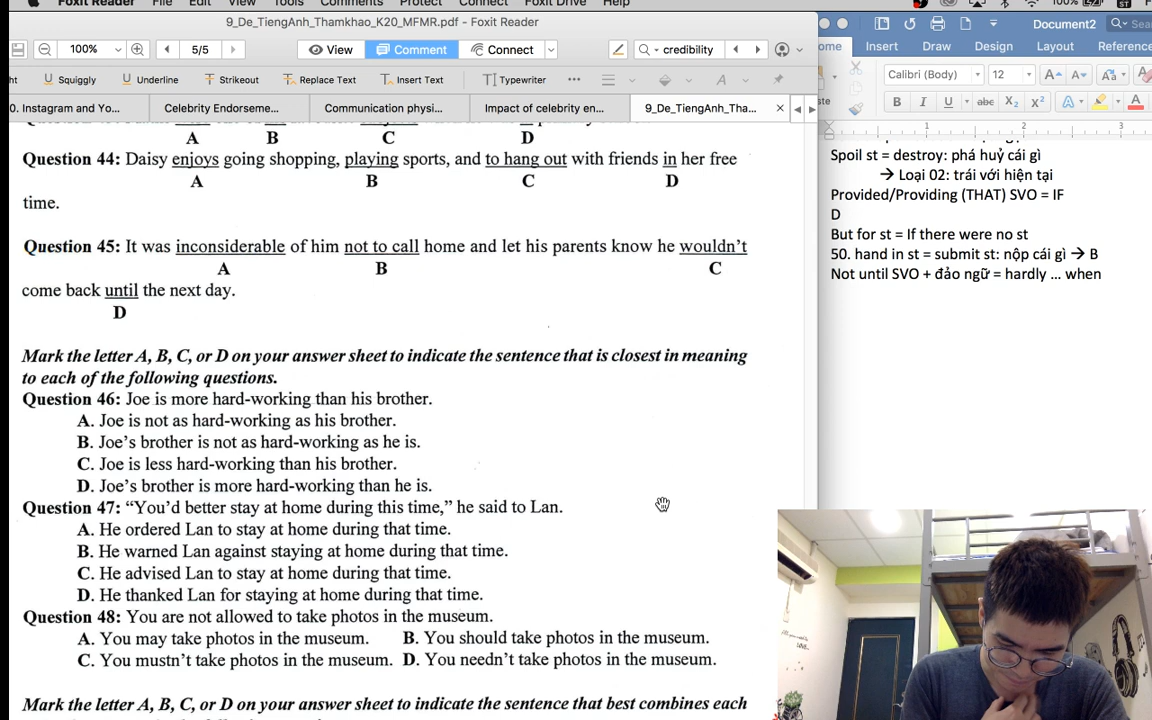 Foxit Reader File Edit View Tools Comments Protect Connect Foxit Drive Help 100%
9_De_TiengAnh_Thamkhao_K20_MFMR.pdf - Foxit Reader
Document2
100% 5/5 View Comment Connect credibility
Insert Draw Design Layout Reference
ht Squiggly Underline Strikeout Replace Text Insert Text Typewriter
Calibri (Body) 12
0. Instagram and Yo... Celebrity Endorseme... Communication physi... Impact of celebrity en... 9_De_TiengAnh_Tha...
A B C D
Question 44: Daisy enjoys going shopping, playing sports, and to hang out with friends in her free
A B C D
time.
Question 45: It was inconsiderable of him not to call home and let his parents know he wouldn't
A B C
come back until the next day.
D
Mark the letter A, B, C, or D on your answer sheet to indicate the sentence that is closest in meaning
to each of the following questions.
Question 46: Joe is more hard-working than his brother.
A. Joe is not as hard-working as his brother.
B. Joe's brother is not as hard-working as he is.
C. Joe is less hard-working than his brother.
D. Joe's brother is more hard-working than he is.
Question 47: "You'd better stay at home during this time," he said to Lan.
A. He ordered Lan to stay at home during that time.
B. He warned Lan against staying at home during that time.
C. He advised Lan to stay at home during that time.
D. He thanked Lan for staying at home during that time.
Question 48: You are not allowed to take photos in the museum.
A. You may take photos in the museum. B. You should take photos in the museum.
C. You mustn't take photos in the museum. D. You needn't take photos in the museum.
Mark the letter A, B, C, or D on your answer sheet to indicate the sentence that best combines each
Spoil st = destroy: phá huỷ cái gì
→ Loại 02: trái với hiện tại
Provided/Providing (THAT) SVO = IF
D
But for st = If there were no st
50. hand in st = submit st: nộp cái gì → B
Not until SVO + đảo ngữ = hardly ... when